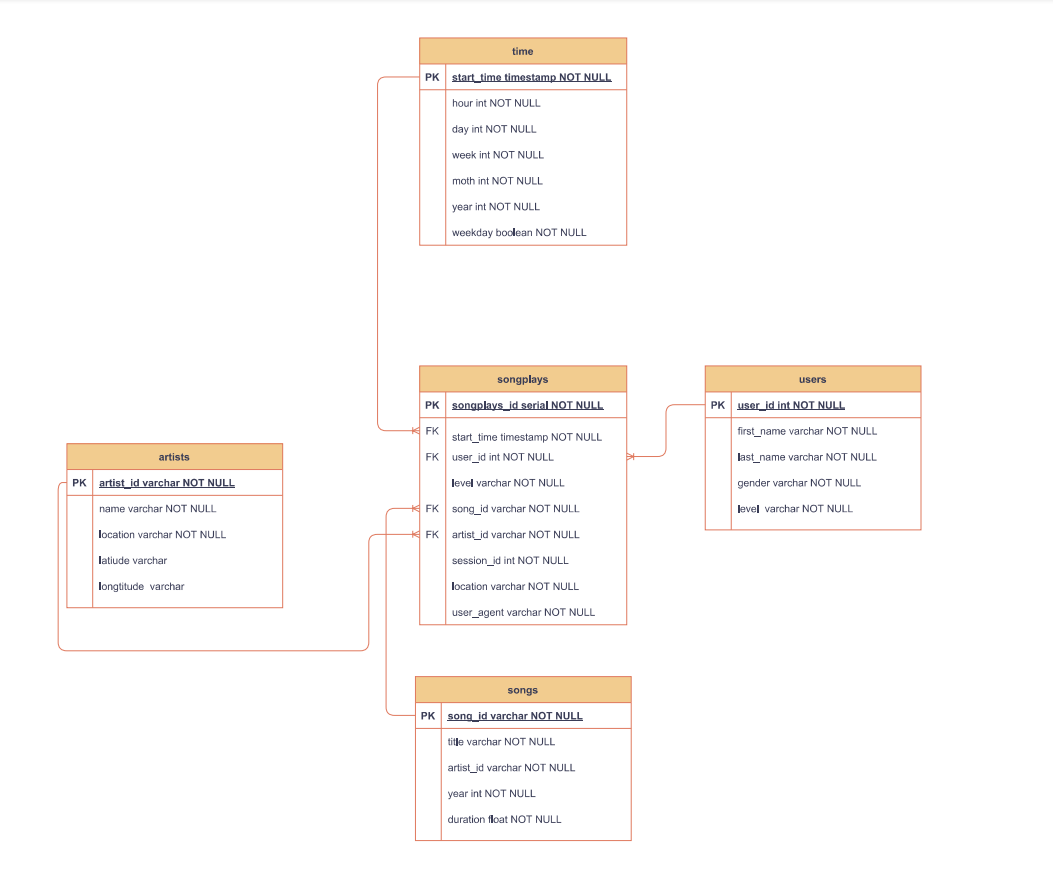 time
PK start_time timestamp NOT NULL
hour int NOT NULL
day int NOT NULL
week int NOT NULL
moth int NOT NULL
year int NOT NULL
weekday boolean NOT NULL
songplays
PK songplays_id serial NOT NULL
FK start_time timestamp NOT NULL
FK user_id int NOT NULL
level varchar NOT NULL
FK song_id varchar NOT NULL
FK artist_id varchar NOT NULL
session_id int NOT NULL
location varchar NOT NULL
user_agent varchar NOT NULL
users
PK user_id int NOT NULL
first_name varchar NOT NULL
last_name varchar NOT NULL
gender varchar NOT NULL
level varchar NOT NULL
artists
PK artist_id varchar NOT NULL
name varchar NOT NULL
location varchar NOT NULL
latiude varchar
longtitude varchar
songs
PK song_id varchar NOT NULL
title varchar NOT NULL
artist_id varchar NOT NULL
year int NOT NULL
duration float NOT NULL